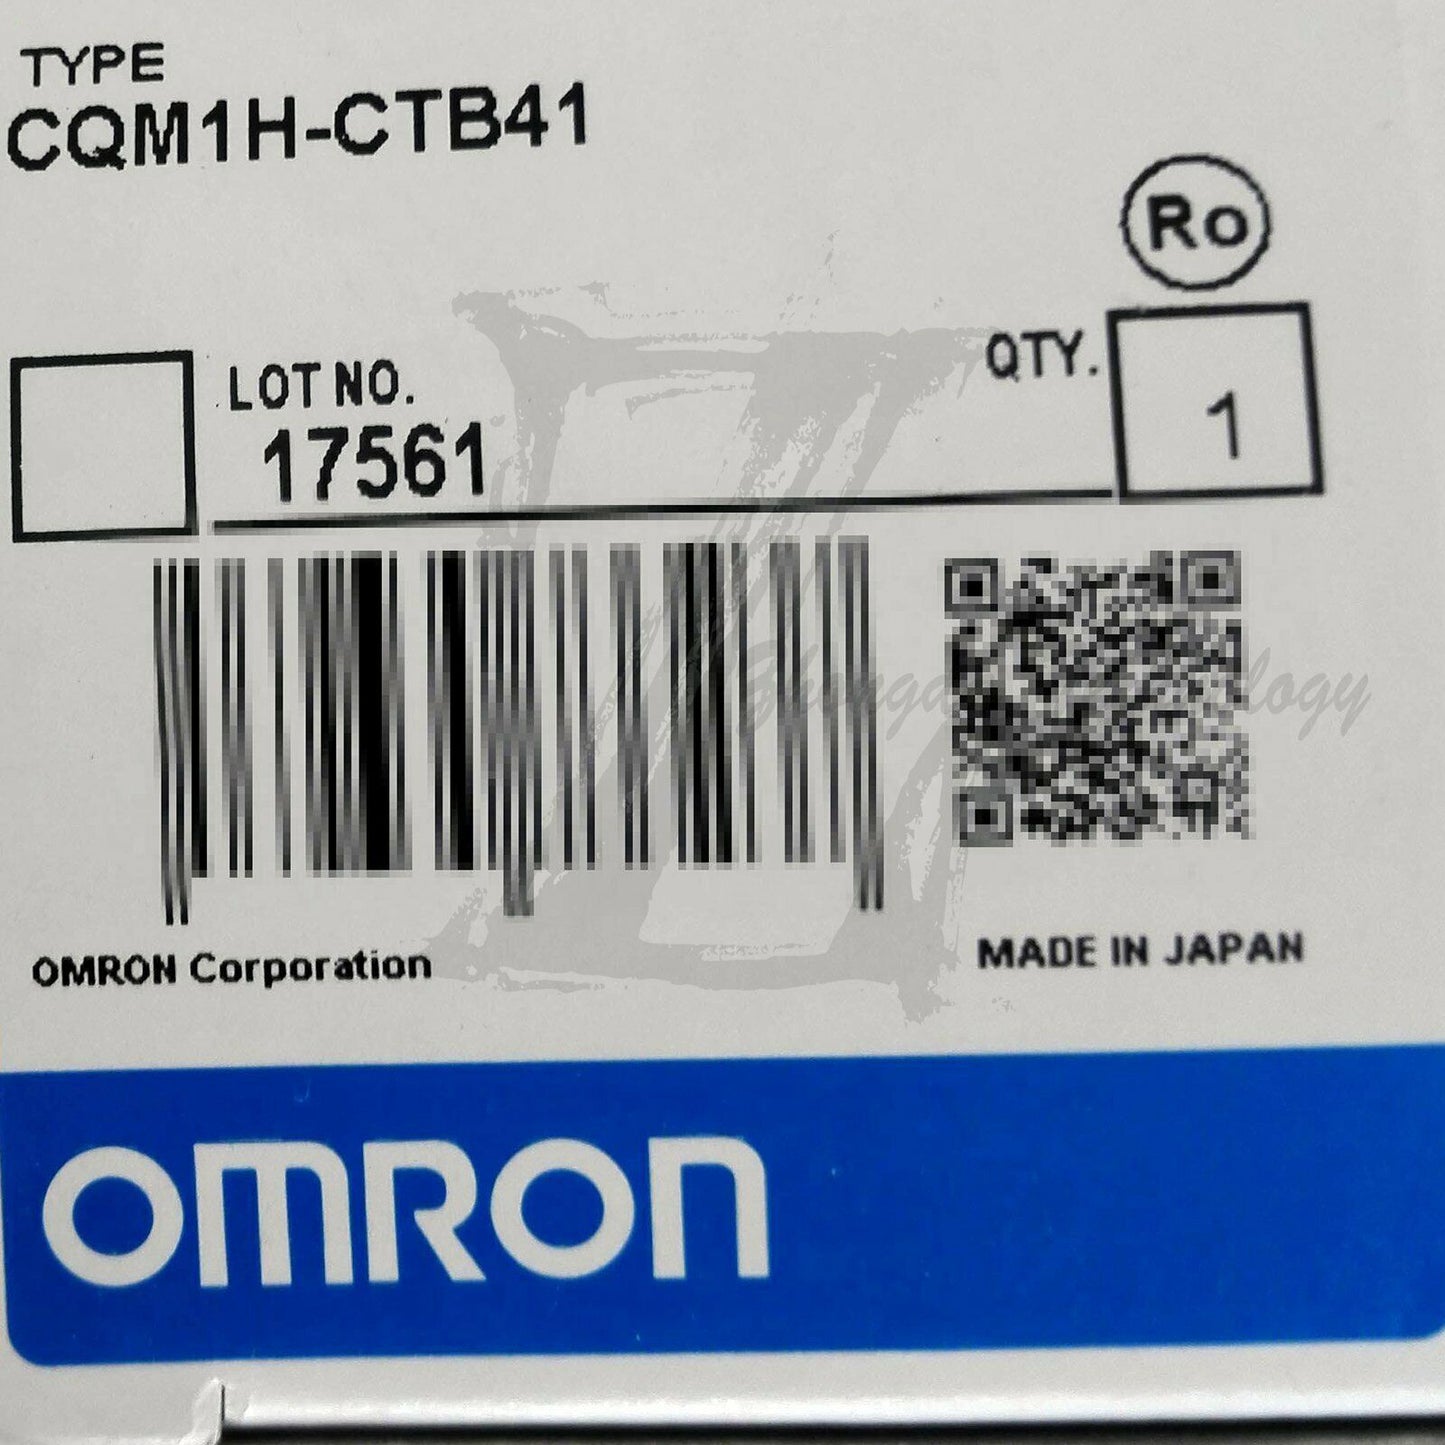 TYPE
CQM1H-CTB41
Ro
QTY.
1
LOT NO.
17561
OMRON Corporation
MADE IN JAPAN
OMRON